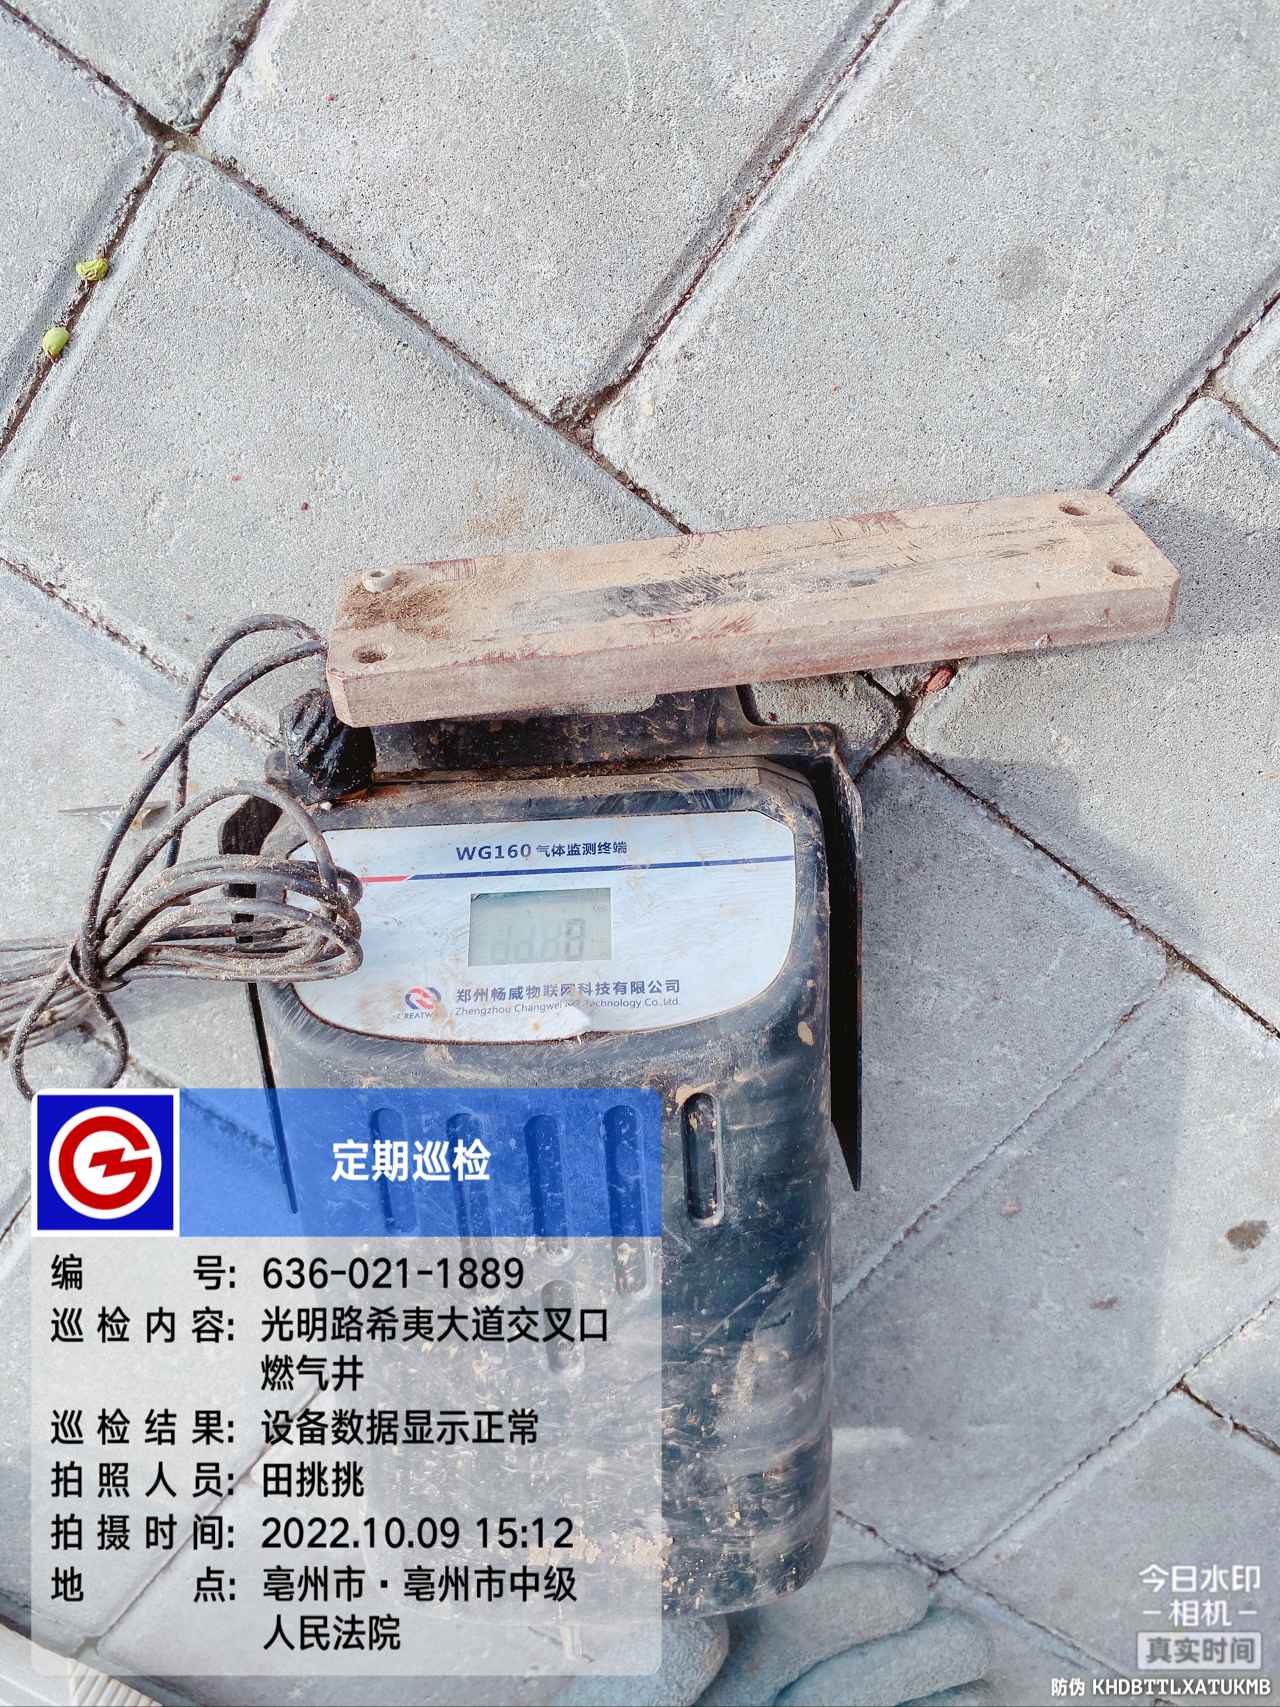 WG160 气体监测终端
郑州畅威物联网科技有限公司
Zhengzhou Changwei IOT Technology Co.,Ltd.
定期巡检
编号: 636-021-1889
巡检内容: 光明路希夷大道交叉口
燃气井
巡检结果: 设备数据显示正常
拍照人员: 田挑挑
拍摄时间: 2022.10.09 15:12
地点: 亳州市·亳州市中级
人民法院
今日水印
-相机-
真实时间
防伪 KHDBTTLXATUKMB